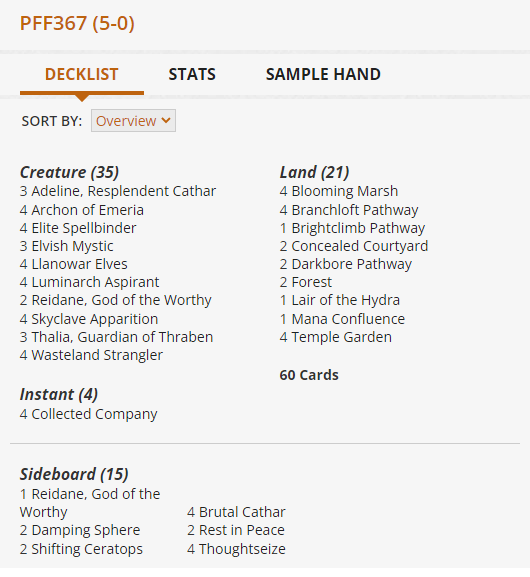 PFF367 (5-0)
DECKLIST STATS SAMPLE HAND
SORT BY: Overview
Creature (35)
3 Adeline, Resplendent Cathar
4 Archon of Emeria
4 Elite Spellbinder
3 Elvish Mystic
4 Llanowar Elves
4 Luminarch Aspirant
2 Reidane, God of the Worthy
4 Skyclave Apparition
3 Thalia, Guardian of Thraben
4 Wasteland Strangler
Instant (4)
4 Collected Company
Land (21)
4 Blooming Marsh
4 Branchloft Pathway
1 Brightclimb Pathway
2 Concealed Courtyard
2 Darkbore Pathway
2 Forest
1 Lair of the Hydra
1 Mana Confluence
4 Temple Garden
60 Cards
Sideboard (15)
1 Reidane, God of the
Worthy
2 Damping Sphere
2 Shifting Ceratops
4 Brutal Cathar
2 Rest in Peace
4 Thoughtseize